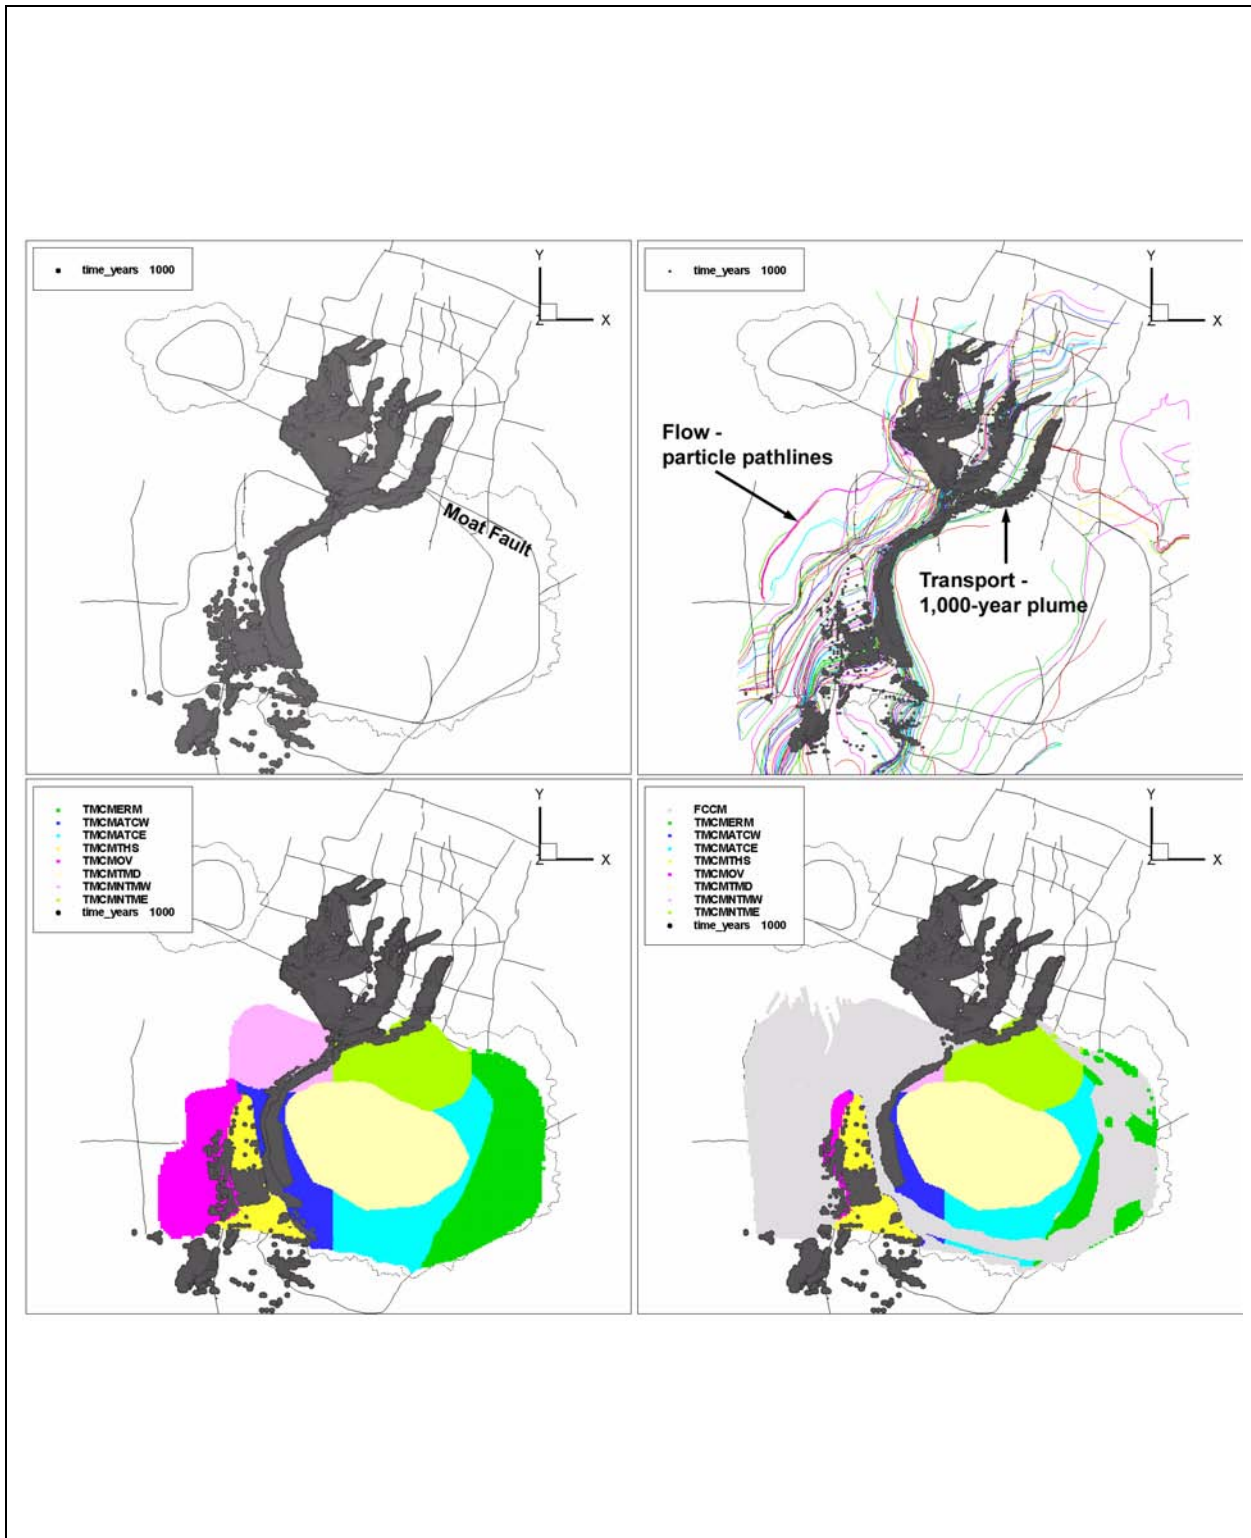 time_years 1000
Y
Z
X
Moat Fault
time_years 1000
Y
Z
X
Flow -
particle pathlines
Transport -
1,000-year plume
TMCMERM
TMCMATCW
TMCMATCE
TMCMTHS
TMCMOV
TMCMTMD
TMCMNTMW
TMCMNTME
time_years 1000
Y
Z
X
FCCM
TMCMERM
TMCMATCW
TMCMATCE
TMCMTHS
TMCMOV
TMCMTMD
TMCMNTMW
TMCMNTME
time_years 1000
Y
Z
X